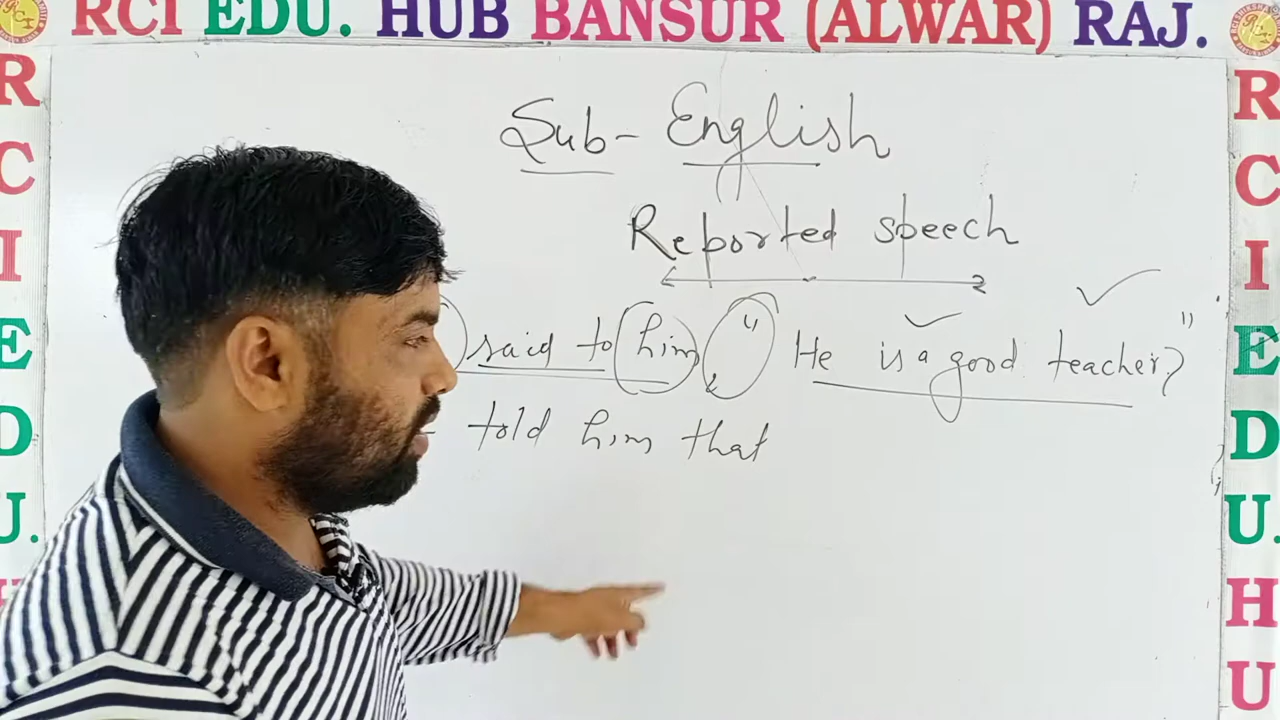 RCI EDU. HUB BANSUR (ALWAR) RAJ.
Sub- English
Reported speech
said to him, " He is a good teacher."
told him that
R
C
I
E
D
U.
H
R
C
I
E
D
U.
H
U